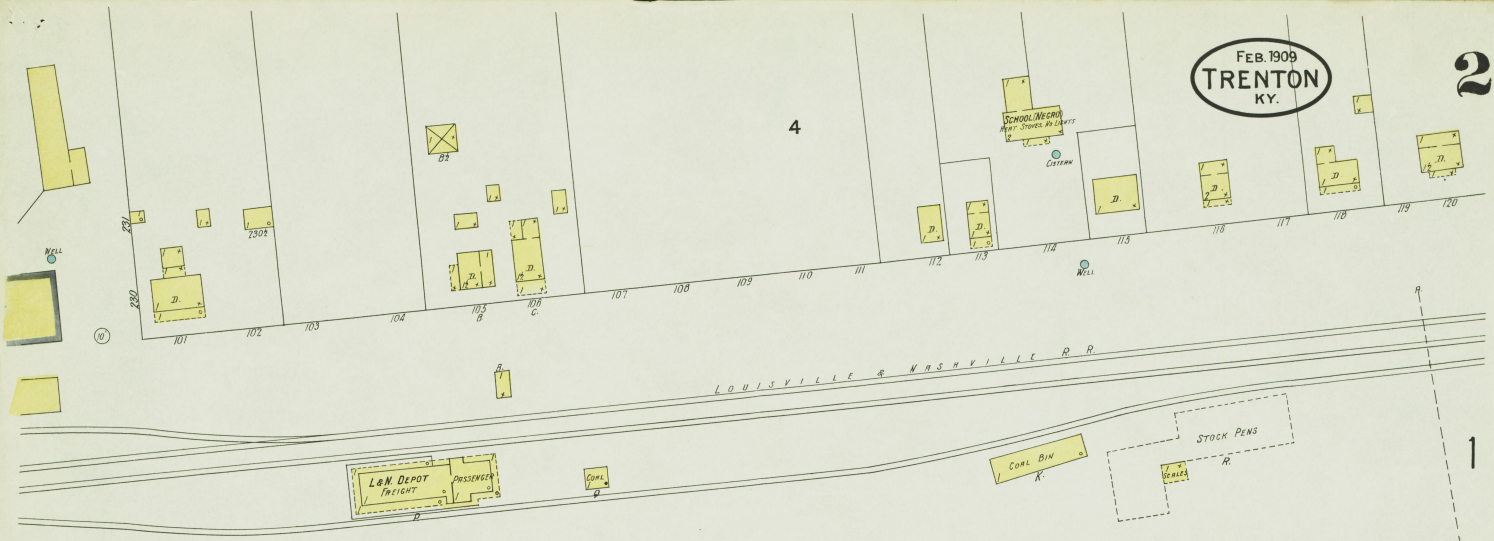 FEB. 1909
TRENTON
KY.
2
4
SCHOOL (NEGRO)
HEAT: STOVES, NO LIGHTS
2
CISTERN
D.
D.
D.
D.
D.
D.
WELL
231
230½
230
D.
D.
D.
101
102
103
104
105
B.
106
C.
107
108
109
110
111
112
113
114
115
116
117
118
119
120
WELL
10
LOUISVILLE & NASHVILLE R. R.
L&N. DEPOT
FREIGHT
PASSENGER
COAL
COAL BIN
K.
STOCK PENS
R.
SCALES
1